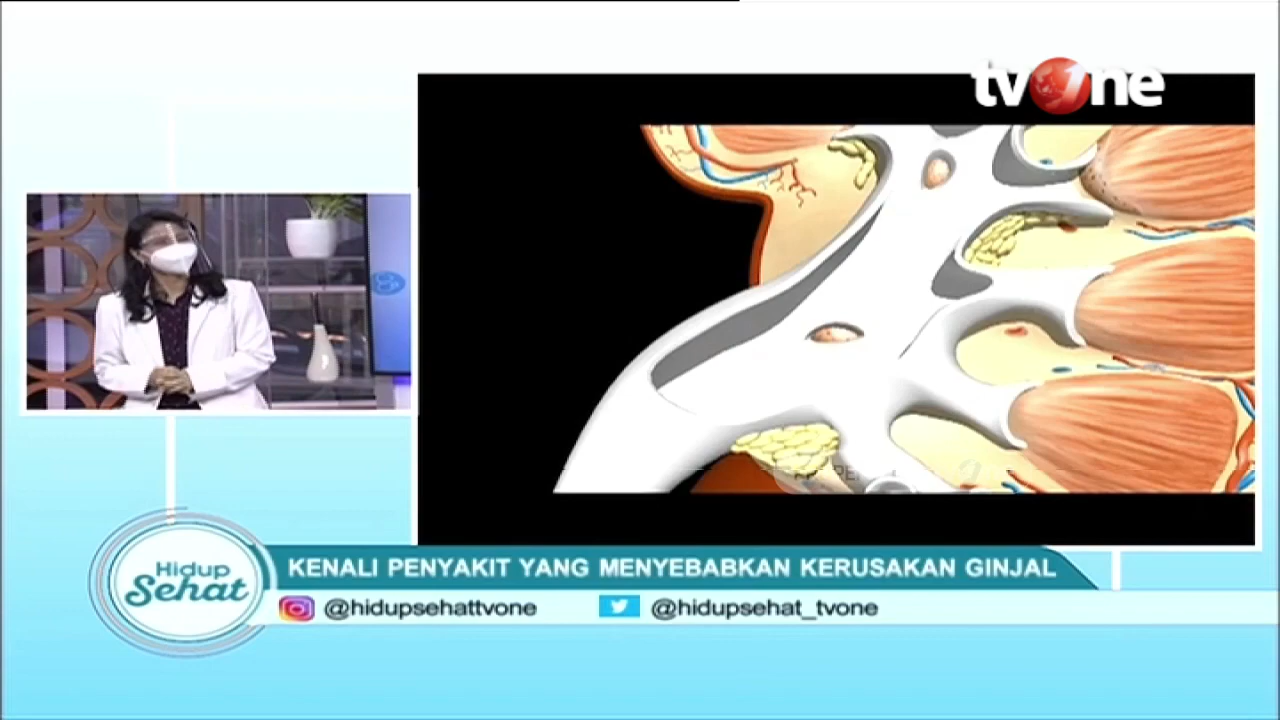 tvOne
KENALI PENYAKIT YANG MENYEBABKAN KERUSAKAN GINJAL
Hidup
Sehat
@hidupsehattvone
@hidupsehat_tvone